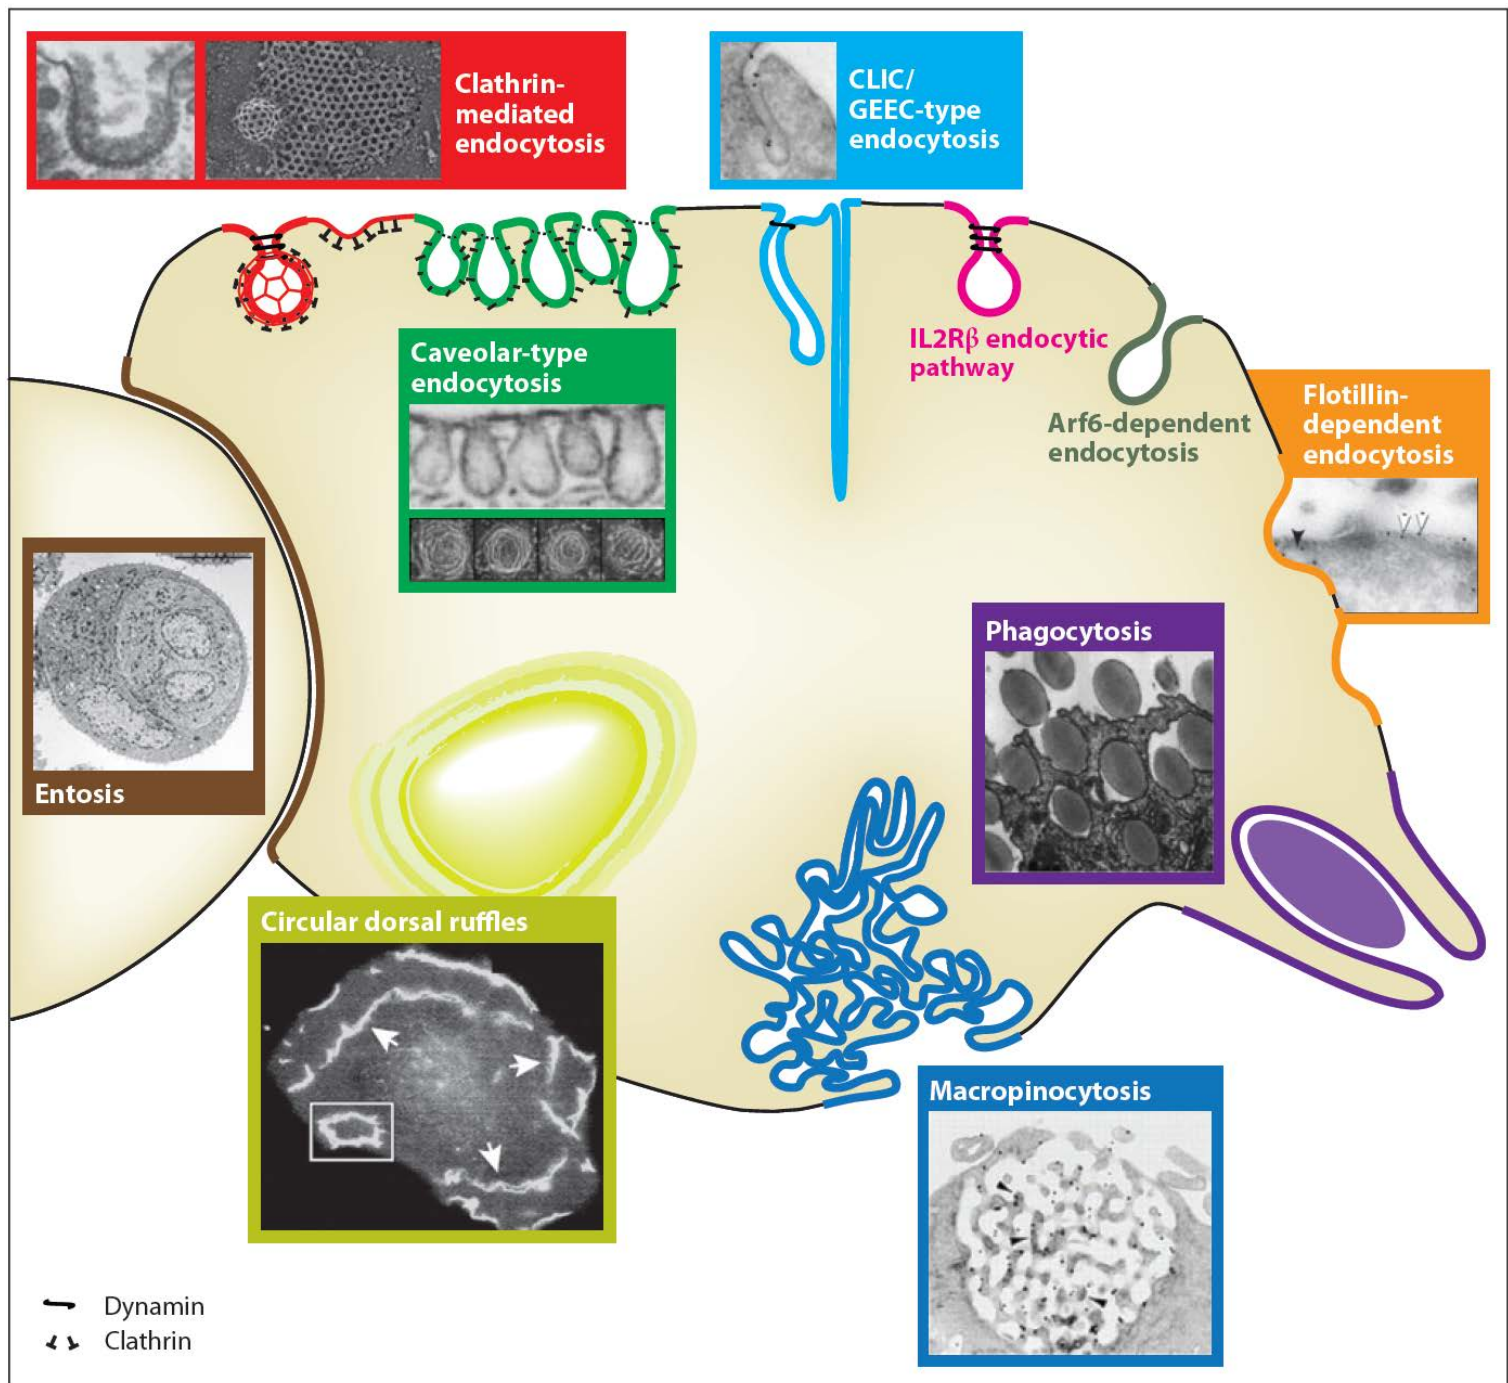 Clathrin-
mediated
endocytosis
CLIC/
GEEC-type
endocytosis
Caveolar-type
endocytosis
IL2Rβ endocytic
pathway
Arf6-dependent
endocytosis
Flotillin-
dependent
endocytosis
Phagocytosis
Entosis
Circular dorsal ruffles
Macropinocytosis
Dynamin
Clathrin